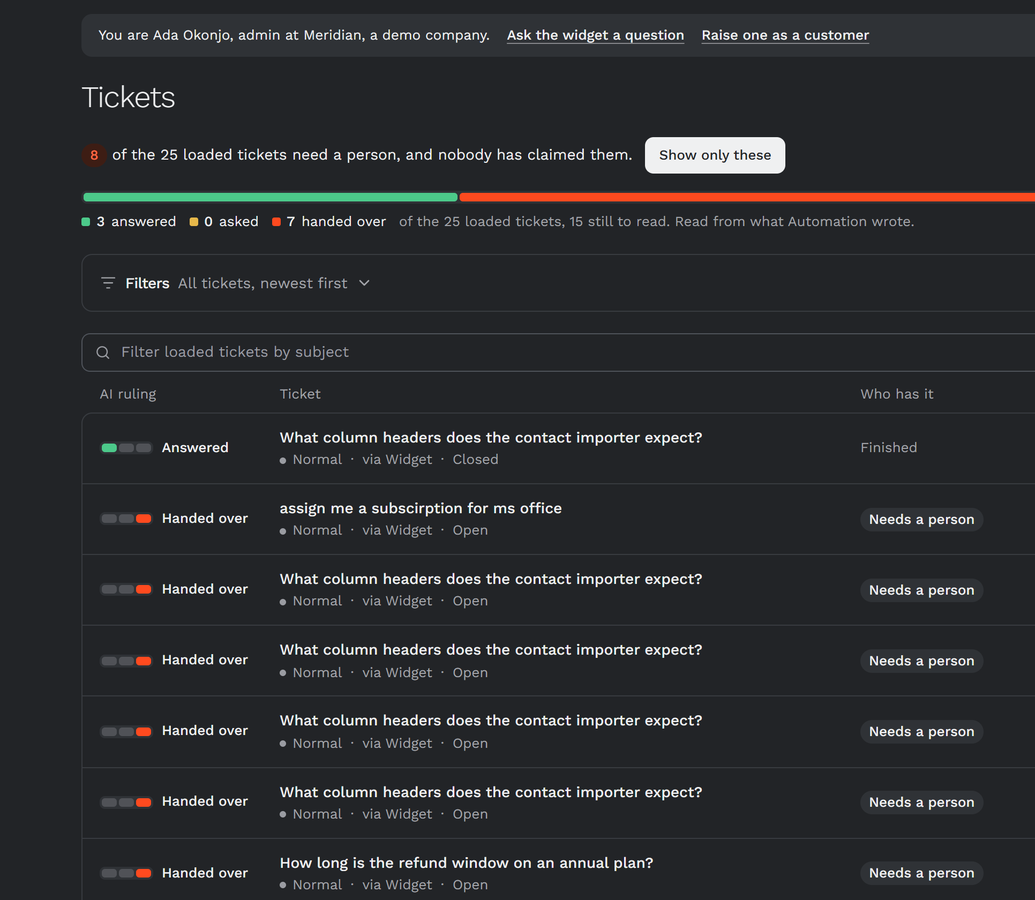 You are Ada Okonjo, admin at Meridian, a demo company. Ask the widget a question Raise one as a customer
Tickets
8 of the 25 loaded tickets need a person, and nobody has claimed them. Show only these
3 answered 0 asked 7 handed over of the 25 loaded tickets, 15 still to read. Read from what Automation wrote.
Filters All tickets, newest first
Filter loaded tickets by subject
AI ruling Ticket Who has it
What column headers does the contact importer expect?
Answered Finished
Normal · via Widget · Closed
assign me a subscirption for ms office
Handed over Needs a person
Normal · via Widget · Open
What column headers does the contact importer expect?
Handed over Needs a person
Normal · via Widget · Open
What column headers does the contact importer expect?
Handed over Needs a person
Normal · via Widget · Open
What column headers does the contact importer expect?
Handed over Needs a person
Normal · via Widget · Open
What column headers does the contact importer expect?
Handed over Needs a person
Normal · via Widget · Open
How long is the refund window on an annual plan?
Handed over Needs a person
Normal · via Widget · Open